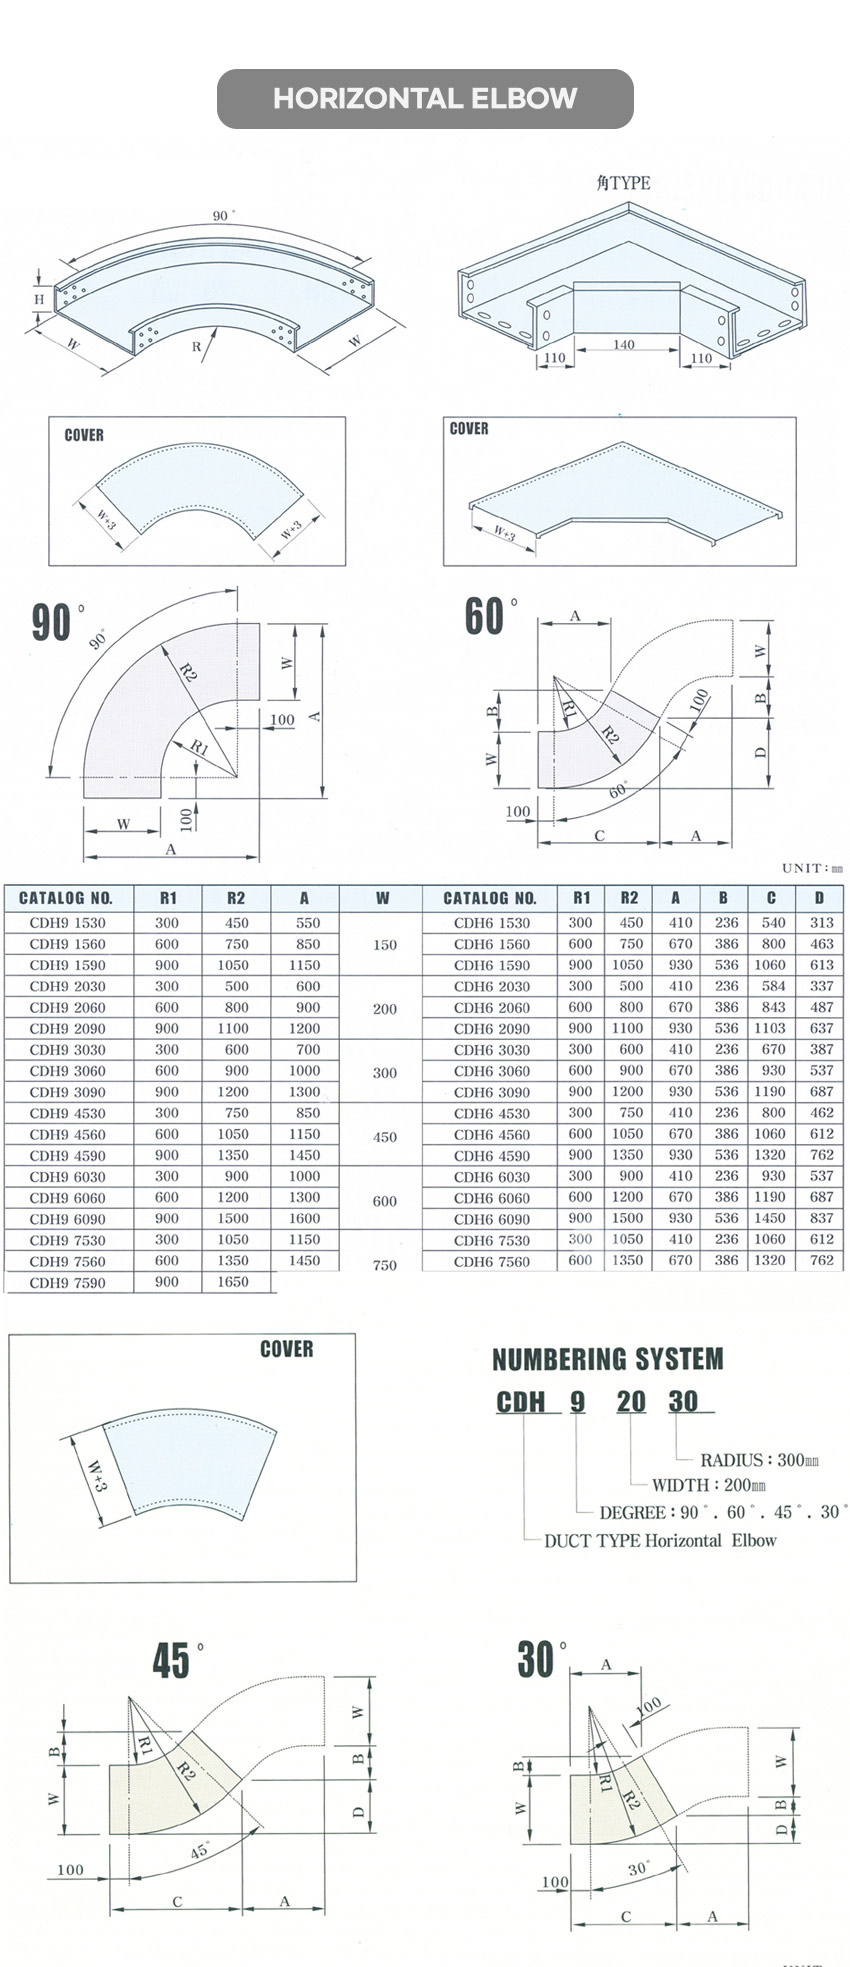 HORIZONTAL ELBOW
角TYPE
90°
H
W
R
W
110
140
110
COVER
W+3
W+3
COVER
W+3
90°
90°
R2
R1
W
A
100
100
W
A
60°
A
W
B
100
B
R1
R2
W
D
60°
100
C
A
UNIT:㎜
CATALOG NO. R1 R2 A W CATALOG NO. R1 R2 A B C D
CDH9 1530 300 450 550 CDH6 1530 300 450 410 236 540 313
CDH9 1560 600 750 850 150 CDH6 1560 600 750 670 386 800 463
CDH9 1590 900 1050 1150 CDH6 1590 900 1050 930 536 1060 613
CDH9 2030 300 500 600 CDH6 2030 300 500 410 236 584 337
CDH9 2060 600 800 900 200 CDH6 2060 600 800 670 386 843 487
CDH9 2090 900 1100 1200 CDH6 2090 900 1100 930 536 1103 637
CDH9 3030 300 600 700 CDH6 3030 300 600 410 236 670 387
CDH9 3060 600 900 1000 300 CDH6 3060 600 900 670 386 930 537
CDH9 3090 900 1200 1300 CDH6 3090 900 1200 930 536 1190 687
CDH9 4530 300 750 850 CDH6 4530 300 750 410 236 800 462
CDH9 4560 600 1050 1150 450 CDH6 4560 600 1050 670 386 1060 612
CDH9 4590 900 1350 1450 CDH6 4590 900 1350 930 536 1320 762
CDH9 6030 300 900 1000 CDH6 6030 300 900 410 236 930 537
CDH9 6060 600 1200 1300 600 CDH6 6060 600 1200 670 386 1190 687
CDH9 6090 900 1500 1600 CDH6 6090 900 1500 930 536 1450 837
CDH9 7530 300 1050 1150 CDH6 7530 300 1050 410 236 1060 612
CDH9 7560 600 1350 1450 750 CDH6 7560 600 1350 670 386 1320 762
CDH9 7590 900 1650
COVER
W+3
NUMBERING SYSTEM
CDH 9 20 30
RADIUS : 300㎜
WIDTH : 200㎜
DEGREE : 90°. 60°. 45°. 30°
DUCT TYPE Horizontal Elbow
45°
W
B
R1
B
R2
W
D
45°
100
C
A
30°
A
100
B
W
R1
R2
W
B
D
30°
100
C
A